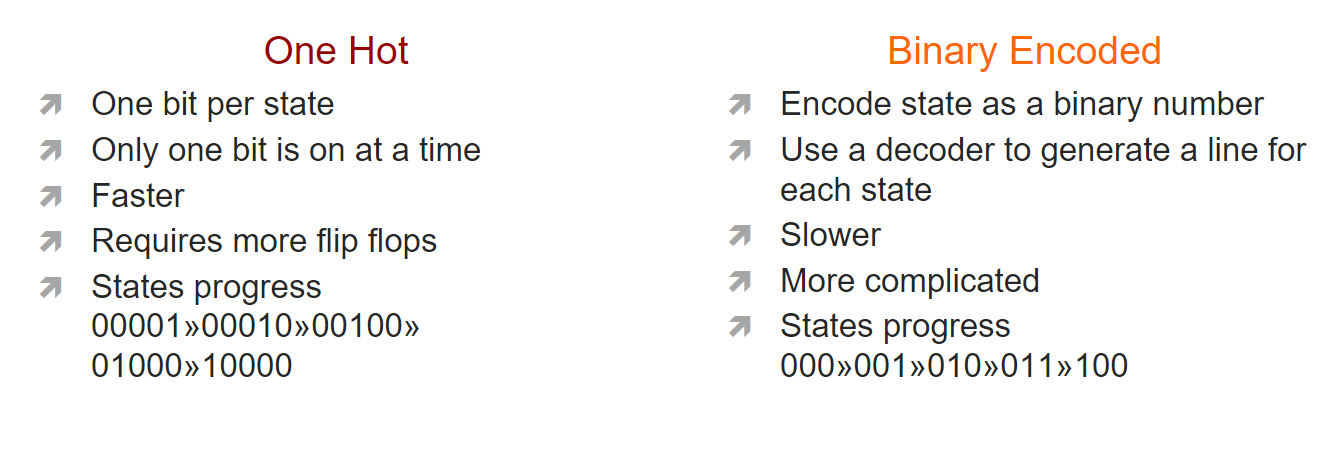 One Hot
One bit per state
Only one bit is on at a time
Faster
Requires more flip flops
States progress
00001»00010»00100»
01000»10000
Binary Encoded
Encode state as a binary number
Use a decoder to generate a line for
each state
Slower
More complicated
States progress
000»001»010»011»100